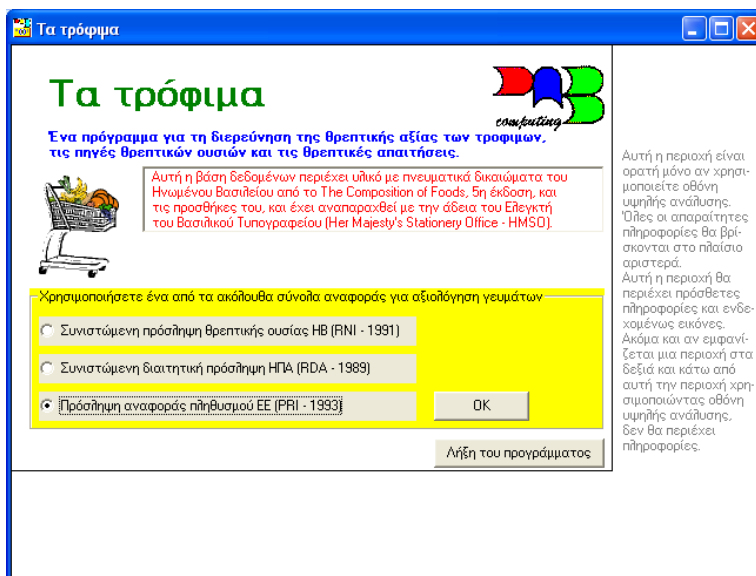 Τα τρόφιμα
Τα τρόφιμα
computing
Ένα πρόγραμμα για τη διερεύνηση της θρεπτικής αξίας των τροφιμων,
τις πηγές θρεπτικών ουσιών και τις θρεπτικές απαιτήσεις.
Αυτή η βάση δεδομένων περιέχει υλικό με πνευματικά δικαιώματα του
Ηνωμένου Βασιλείου από το The Composition of Foods, 5η έκδοση, και
τις προσθήκες του, και έχει αναπαραχθεί με την άδεια του Ελεγκτή
του Βασιλικού Τυπογραφείου (Her Majesty's Stationery Office - HMSO).
Χρησιμοποιήσετε ένα από τα ακόλουθα σύνολα αναφοράς για αξιολόγηση γευμάτων
Συνιστώμενη πρόσληψη θρεπτικής ουσίας ΗΒ (RNI - 1991)
Συνιστώμενη διαιτητική πρόσληψη ΗΠΑ (RDA - 1989)
Πρόσληψη αναφοράς πληθυσμού ΕΕ (PRI - 1993)
OK
Λήξη του προγράμματος
Αυτή η περιοχή είναι
ορατή μόνο αν χρησι-
μοποιείτε οθόνη
υψηλής ανάλυσης.
Όλες οι απαραίτητες
πληροφορίες θα βρί-
σκονται στο πλαίσιο
αριστερά.
Αυτή η περιοχή θα
περιέχει πρόσθετες
πληροφορίες και ενδε-
χομένως εικόνες.
Ακόμα και αν εμφανί-
ζεται μια περιοχή στα
δεξιά και κάτω από
αυτή την περιοχή χρη-
σιμοποιώντας οθόνη
υψηλής ανάλυσης,
δεν θα περιέχει
πληροφορίες.